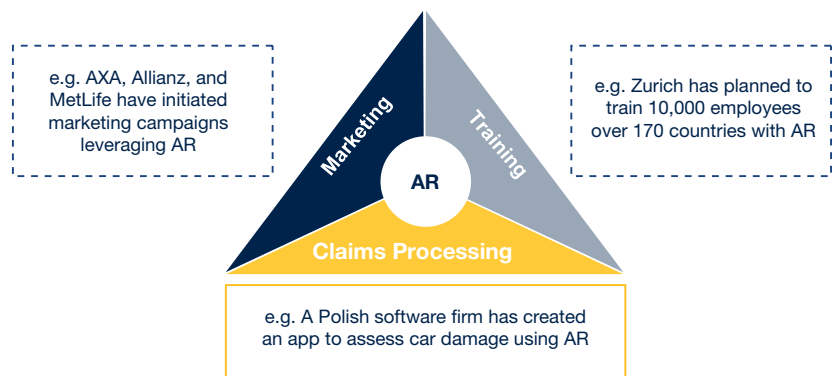 e.g. AXA, Allianz, and
MetLife have initiated
marketing campaigns
leveraging AR
Marketing
Training
e.g. Zurich has planned to
train 10,000 employees
over 170 countries with AR
AR
Claims Processing
e.g. A Polish software firm has created
an app to assess car damage using AR